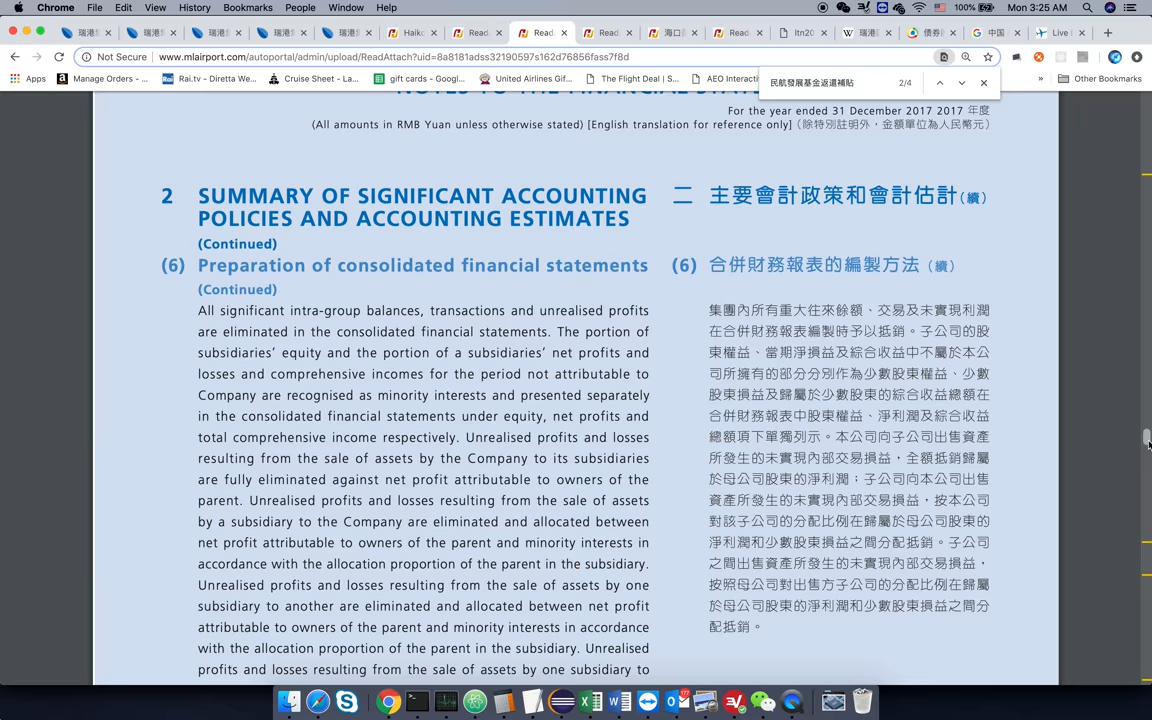 Chrome File Edit View History Bookmarks People Window Help
100% Mon 3:25 AM
瑞港 瑞港 瑞港 瑞港 Haiko Read Read Read 海口 Read ltn20 瑞港 債券 中国 Live
Not Secure www.mlairport.com/autoportal/admin/upload/ReadAttach?uid=8a8181adss32190597s162d76856fass7f8d
Apps Manage Orders - ... Rai.tv - Diretta We... Cruise Sheet - La... gift cards - Googl... United Airlines Gif... The Flight Deal | S... AEO Interacti Other Bookmarks
民航發展基金返還補貼 2/4
NOTES TO THE FINANCIAL STATE
For the year ended 31 December 2017 2017 年度
(All amounts in RMB Yuan unless otherwise stated) [English translation for reference only]（除特別註明外，金額單位為人民幣元）
2 SUMMARY OF SIGNIFICANT ACCOUNTING
POLICIES AND ACCOUNTING ESTIMATES
(Continued)
(6) Preparation of consolidated financial statements
(Continued)
All significant intra-group balances, transactions and unrealised profits
are eliminated in the consolidated financial statements. The portion of
subsidiaries' equity and the portion of a subsidiaries' net profits and
losses and comprehensive incomes for the period not attributable to
Company are recognised as minority interests and presented separately
in the consolidated financial statements under equity, net profits and
total comprehensive income respectively. Unrealised profits and losses
resulting from the sale of assets by the Company to its subsidiaries
are fully eliminated against net profit attributable to owners of the
parent. Unrealised profits and losses resulting from the sale of assets
by a subsidiary to the Company are eliminated and allocated between
net profit attributable to owners of the parent and minority interests in
accordance with the allocation proportion of the parent in the subsidiary.
Unrealised profits and losses resulting from the sale of assets by one
subsidiary to another are eliminated and allocated between net profit
attributable to owners of the parent and minority interests in accordance
with the allocation proportion of the parent in the subsidiary. Unrealised
profits and losses resulting from the sale of assets by one subsidiary to
二 主要會計政策和會計估計(續)
(6) 合併財務報表的編製方法（續）
集團內所有重大往來餘額、交易及未實現利潤
在合併財務報表編製時予以抵銷。子公司的股
東權益、當期淨損益及綜合收益中不屬於本公
司所擁有的部分分別作為少數股東權益、少數
股東損益及歸屬於少數股東的綜合收益總額在
合併財務報表中股東權益、淨利潤及綜合收益
總額項下單獨列示。本公司向子公司出售資產
所發生的未實現內部交易損益，全額抵銷歸屬
於母公司股東的淨利潤；子公司向本公司出售
資產所發生的未實現內部交易損益，按本公司
對該子公司的分配比例在歸屬於母公司股東的
淨利潤和少數股東損益之間分配抵銷。子公司
之間出售資產所發生的未實現內部交易損益，
按照母公司對出售方子公司的分配比例在歸屬
於母公司股東的淨利潤和少數股東損益之間分
配抵銷。